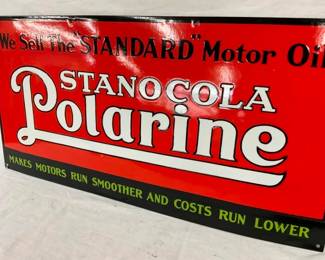 We Sell The "STANDARD" Motor Oil
STANOCOLA
Polarine
MAKES MOTORS RUN SMOOTHER AND COSTS RUN LOWER